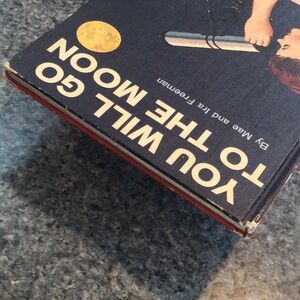 YOU WILL GO
TO THE MOON
By Mae and Ira Freeman